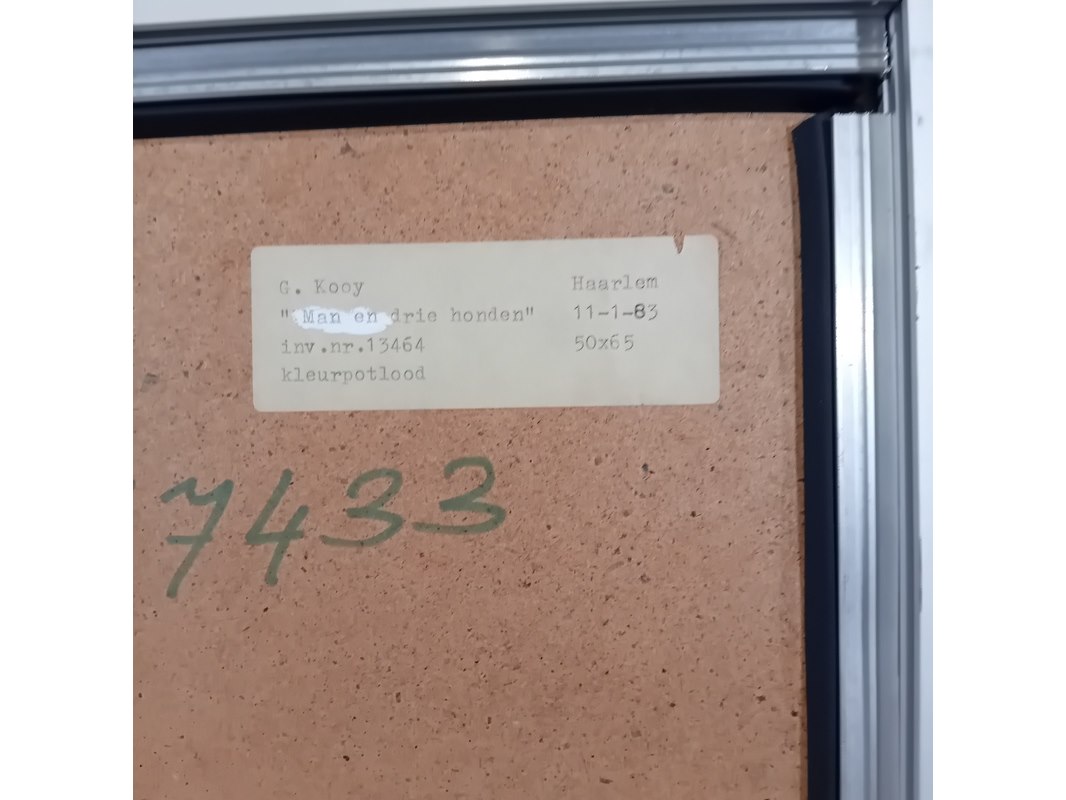 G. Kooy Haarlem
"Man en drie honden" 11-1-83
inv.nr.13464 50x65
kleurpotlood
7433